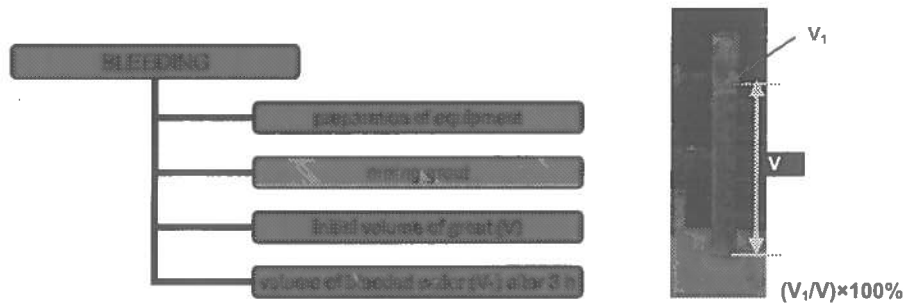 BLEEDING
preparation of equipment
mixing grout
initial volume of grout (V)
volume of bleeded water (V₁) after 3 h
V₁
V
(V₁/V)×100%